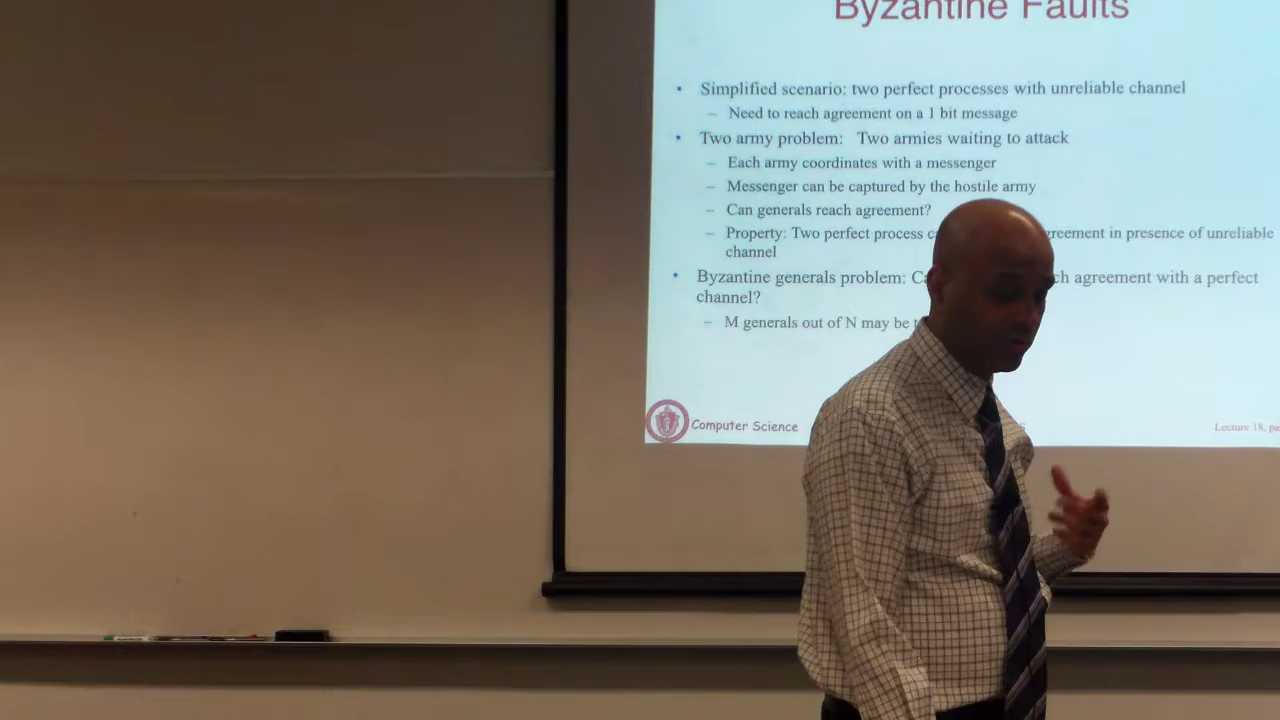 Byzantine Faults
• Simplified scenario: two perfect processes with unreliable channel
– Need to reach agreement on a 1 bit message
• Two army problem: Two armies waiting to attack
– Each army coordinates with a messenger
– Messenger can be captured by the hostile army
– Can generals reach agreement?
– Property: Two perfect process in presence of unreliable
channel
• Byzantine generals problem: agreement with a perfect
channel?
– M generals out of N may be
Computer Science
Lecture 18,